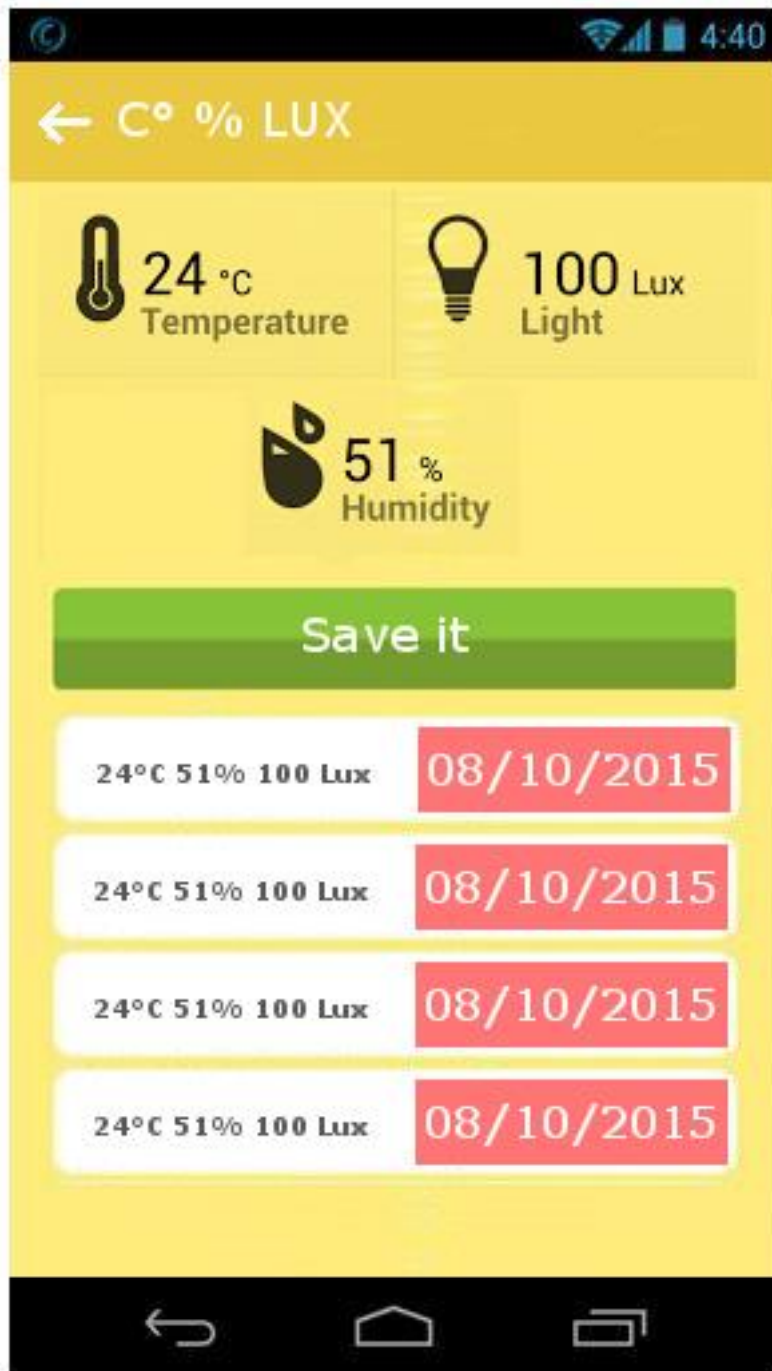 4:40
C° % LUX
24 °C
Temperature
100 Lux
Light
51 %
Humidity
Save it
24°C 51% 100 Lux 08/10/2015
24°C 51% 100 Lux 08/10/2015
24°C 51% 100 Lux 08/10/2015
24°C 51% 100 Lux 08/10/2015